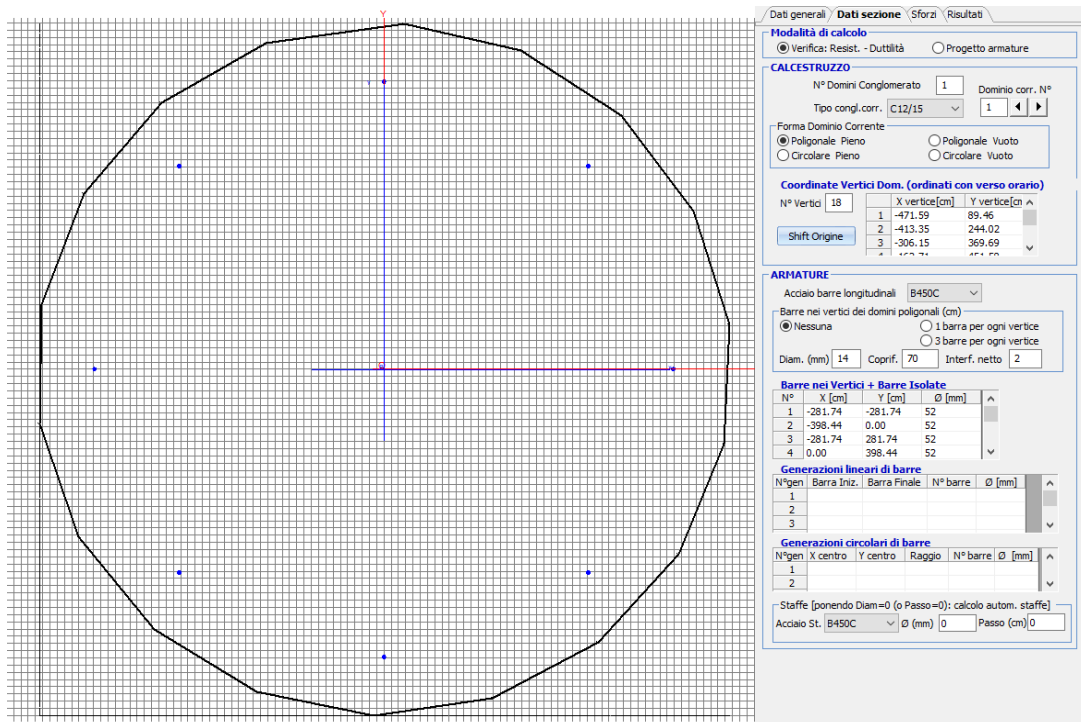 Y
Y
G
X
Dati generali Dati sezione Sforzi Risultati
Modalità di calcolo
Verifica: Resist. - Duttilità Progetto armature
CALCESTRUZZO
N° Domini Conglomerato 1 Dominio corr. N°
Tipo congl.corr. C12/15 1
Forma Dominio Corrente
Poligonale Pieno Poligonale Vuoto
Circolare Pieno Circolare Vuoto
Coordinate Vertici Dom. (ordinati con verso orario)
N° Vertici 18 X vertice[cm] Y vertice[cm
1 -471.59 89.46
Shift Origine 2 -413.35 244.02
3 -306.15 369.69
ARMATURE
Acciaio barre longitudinali B450C
Barre nei vertici dei domini poligonali (cm)
Nessuna 1 barra per ogni vertice
3 barre per ogni vertice
Diam. (mm) 14 Coprif. 70 Interf. netto 2
Barre nei Vertici + Barre Isolate
N° X [cm] Y [cm] Ø [mm]
1 -281.74 -281.74 52
2 -398.44 0.00 52
3 -281.74 281.74 52
4 0.00 398.44 52
Generazioni lineari di barre
N°gen Barra Iniz. Barra Finale N° barre Ø [mm]
1
2
3
Generazioni circolari di barre
N°gen X centro Y centro Raggio N° barre Ø [mm]
1
2
Staffe [ponendo Diam=0 (o Passo=0): calcolo autom. staffe]
Acciaio St. B450C Ø (mm) 0 Passo (cm) 0